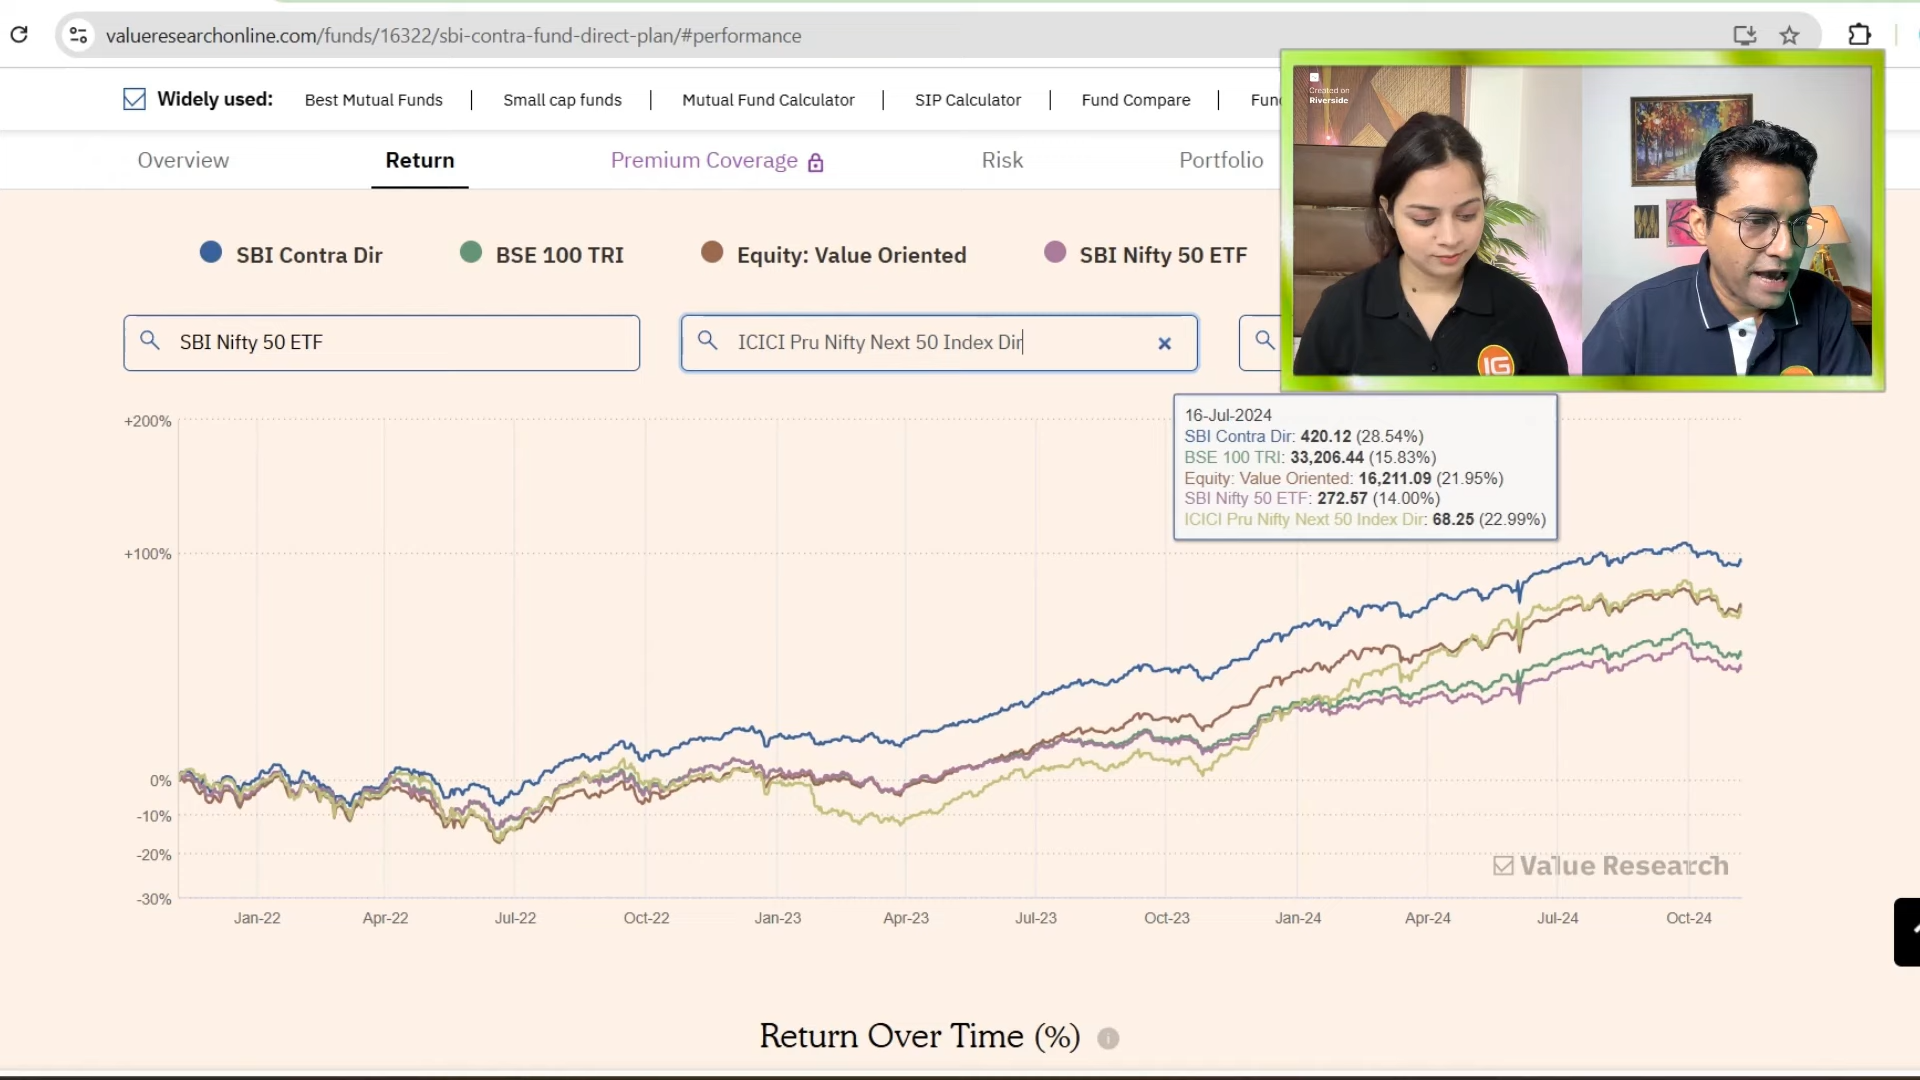 valueresearchonline.com/funds/16322/sbi-contra-fund-direct-plan/#performance
Widely used: Best Mutual Funds Small cap funds Mutual Fund Calculator SIP Calculator Fund Compare
Created on
Riverside
Overview Return Premium Coverage Risk Portfolio
SBI Contra Dir BSE 100 TRI Equity: Value Oriented SBI Nifty 50 ETF
SBI Nifty 50 ETF ICICI Pru Nifty Next 50 Index Dir
IG
16-Jul-2024
SBI Contra Dir: 420.12 (28.54%)
BSE 100 TRI: 33,206.44 (15.83%)
Equity: Value Oriented: 16,211.09 (21.95%)
SBI Nifty 50 ETF: 272.57 (14.00%)
ICICI Pru Nifty Next 50 Index Dir: 68.25 (22.99%)
+200%
+100%
0%
-10%
-20%
-30%
Value Research
Jan-22 Apr-22 Jul-22 Oct-22 Jan-23 Apr-23 Jul-23 Oct-23 Jan-24 Apr-24 Jul-24 Oct-24
Return Over Time (%)